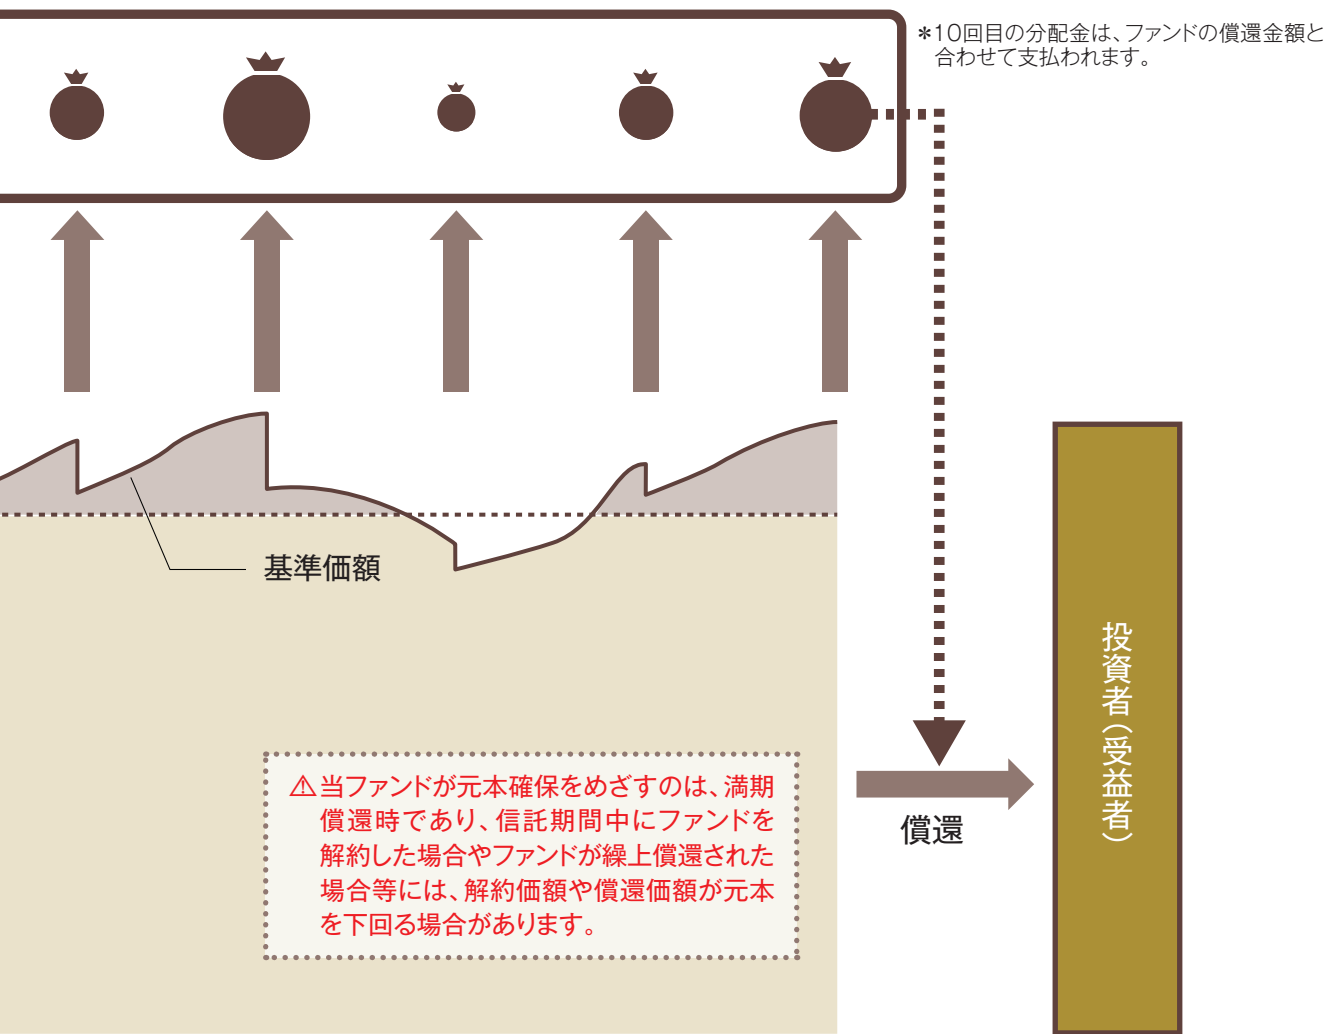 *10回目の分配金は、ファンドの償還金額と
合わせて支払われます。
基準価額
⚠当ファンドが元本確保をめざすのは、満期
償還時であり、信託期間中にファンドを
解約した場合やファンドが繰上償還された
場合等には、解約価額や償還価額が元本
を下回る場合があります。
償還
投資者(受益者)